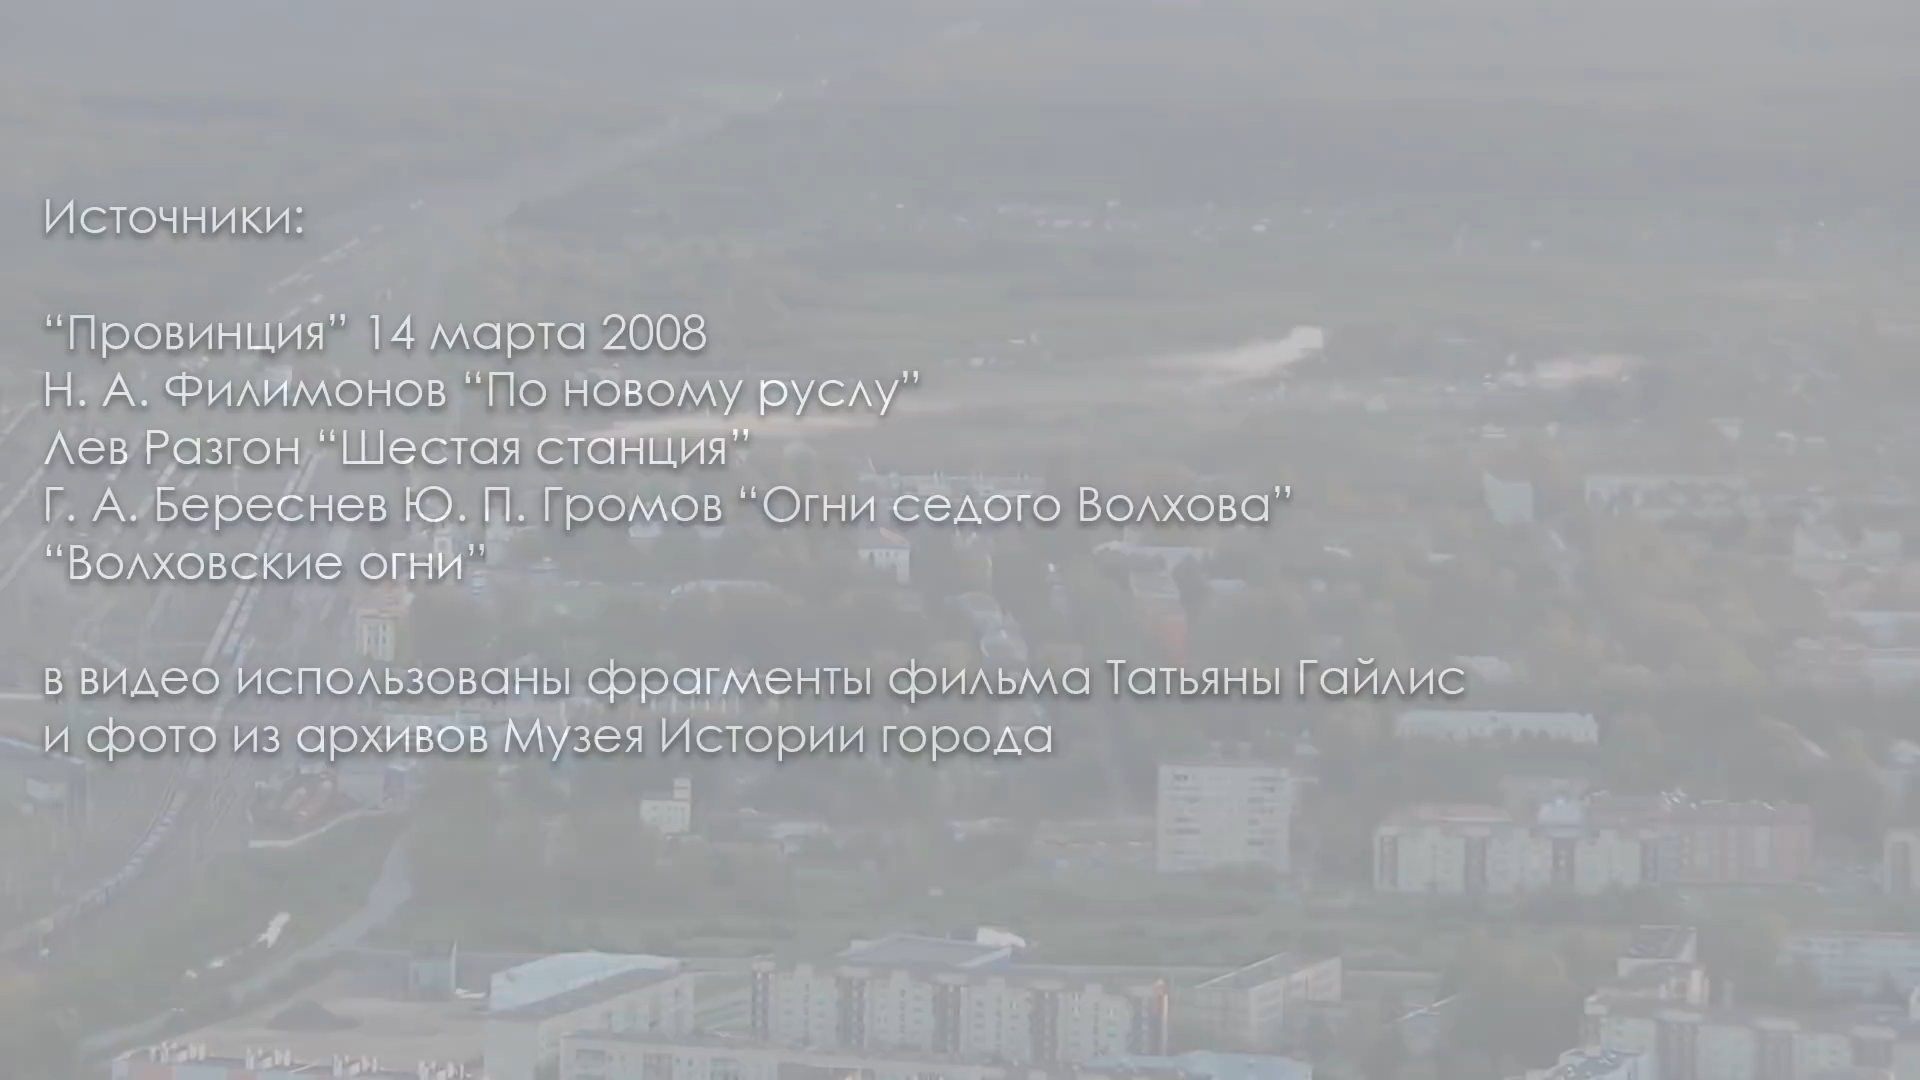 Источники:
“Провинция” 14 марта 2008
Н. А. Филимонов “По новому руслу”
Лев Разгон “Шестая станция”
Г. А. Береснев Ю. П. Громов “Огни седого Волхова”
“Волховские огни”
в видео использованы фрагменты фильма Татьяны Гайлис
и фото из архивов Музея Истории города